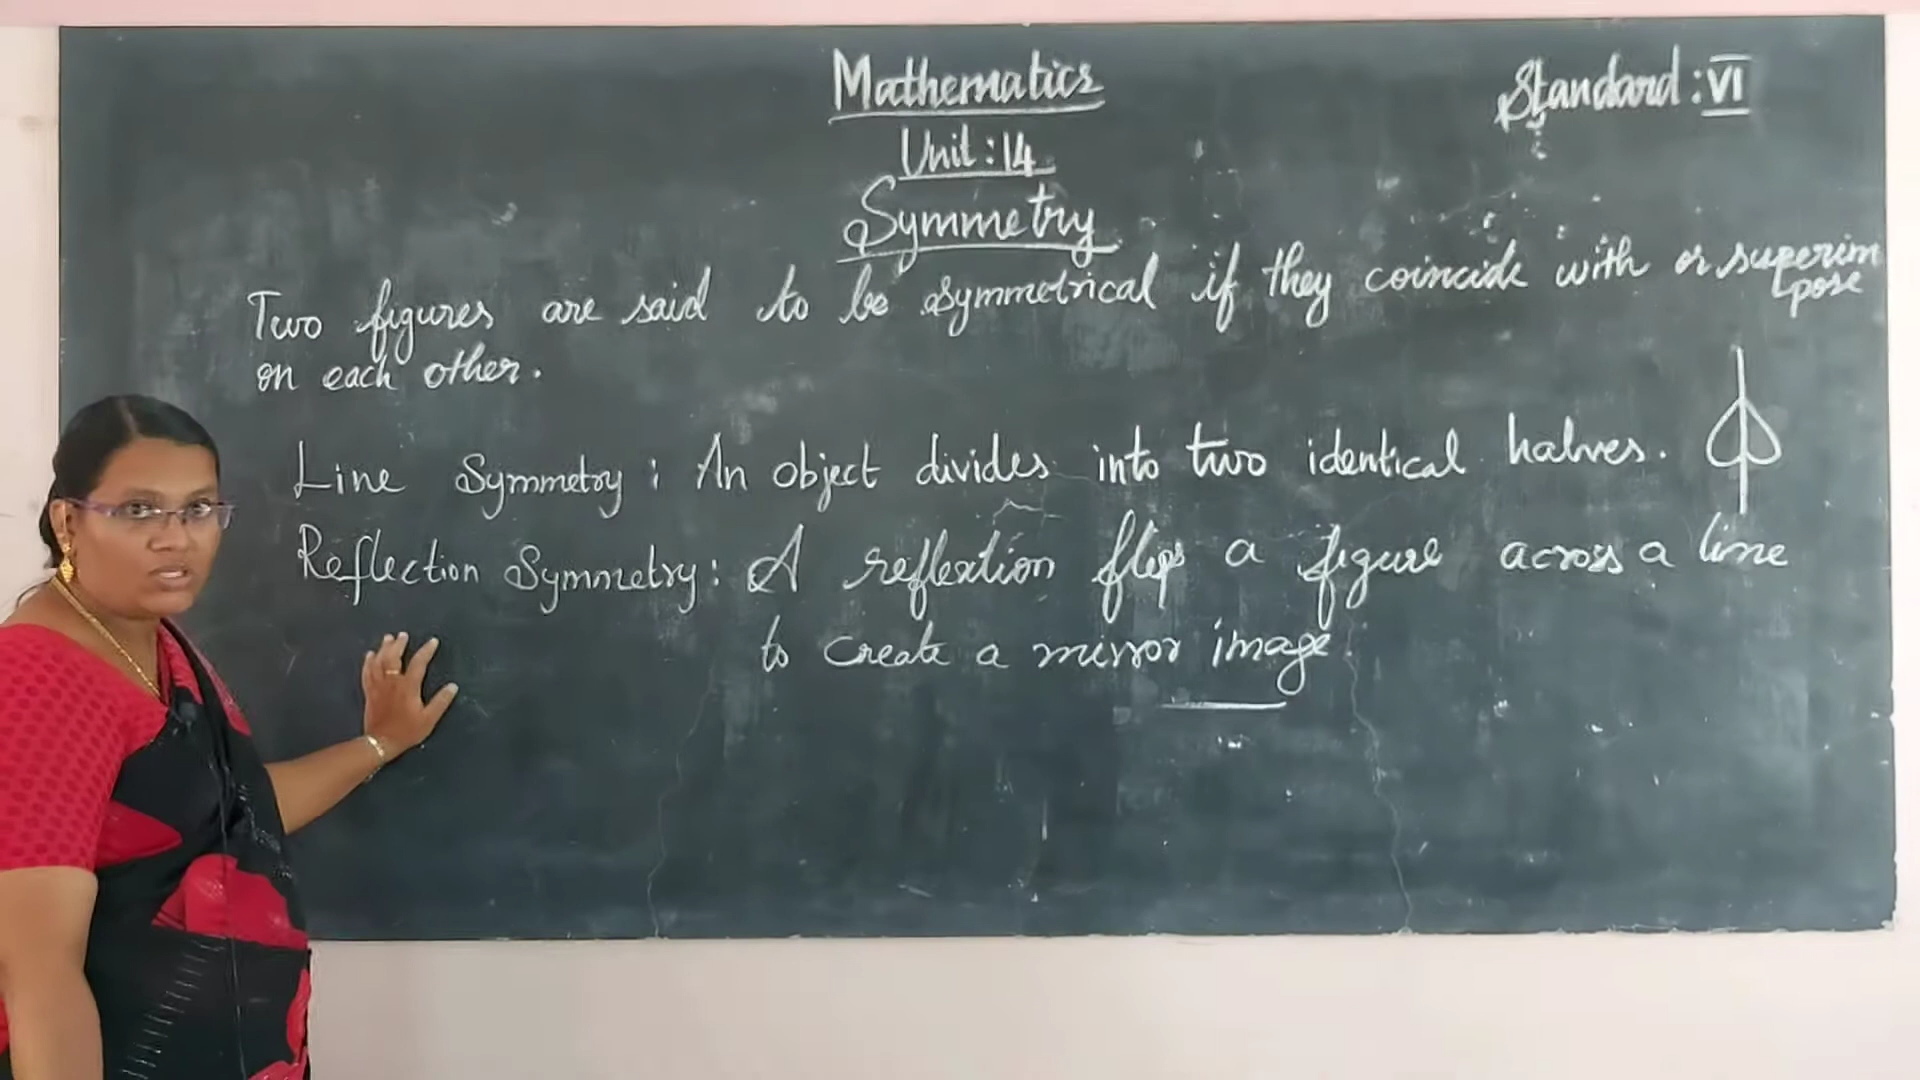 Mathematics
Standard : VI
Unit : 14
Symmetry
Two figures are said to be symmetrical if they coincide with or superim
pose
on each other.
Line Symmetry : An object divides into two identical halves.
Reflection Symmetry : A reflextion flips a figure across a line
to create a mirror image.